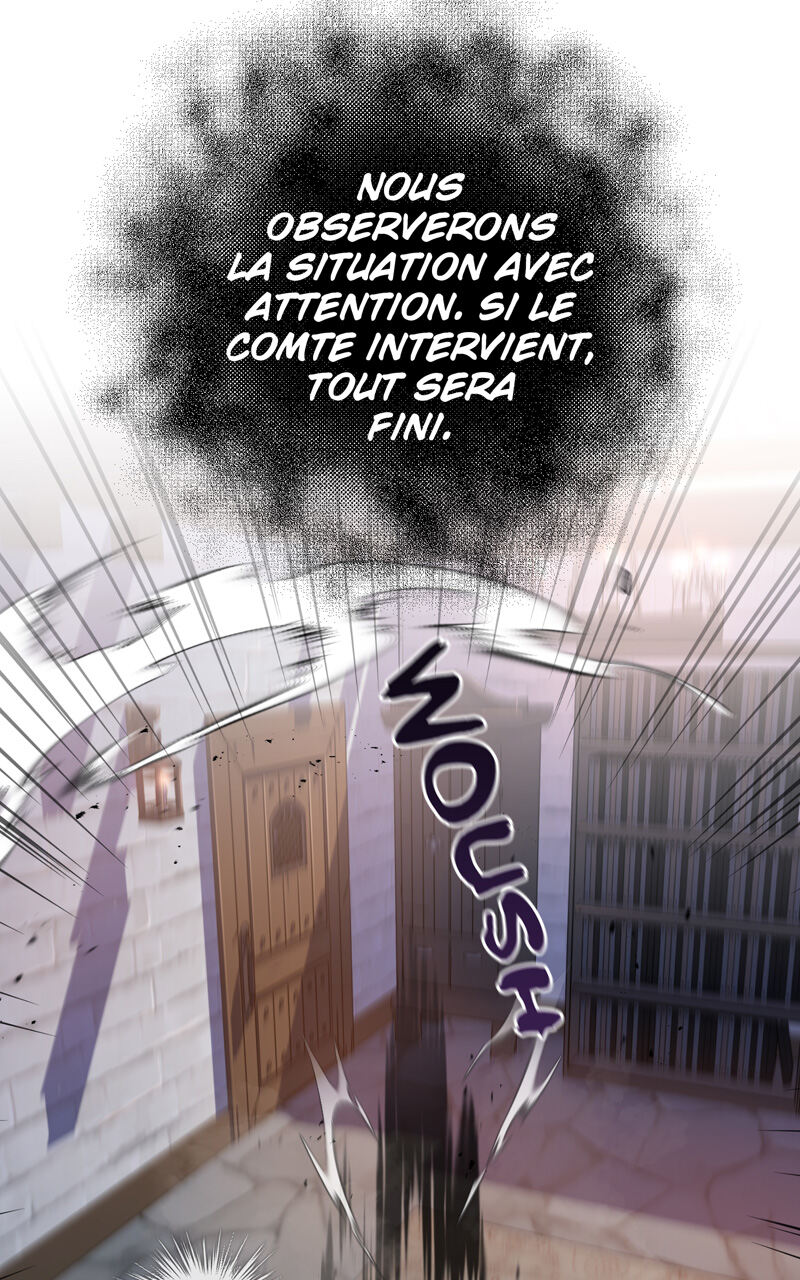 NOUS
OBSERVERONS
LA SITUATION AVEC
ATTENTION. SI LE
COMTE INTERVIENT,
TOUT SERA
FINI.
WOUSH